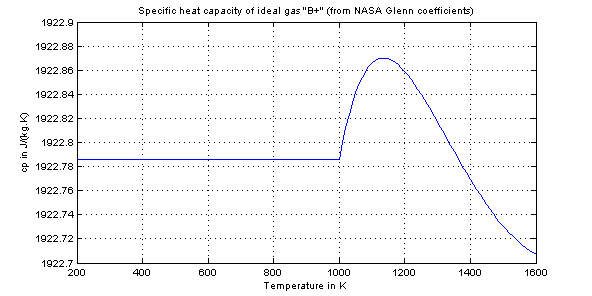 Specific heat capacity of ideal gas "B+" (from NASA Glenn coefficients)
1922.9
1922.88
1922.86
1922.84
1922.82
1922.8
1922.78
1922.76
1922.74
1922.72
1922.7
cp in J/(kg.K)
200 400 600 800 1000 1200 1400 1600
Temperature in K